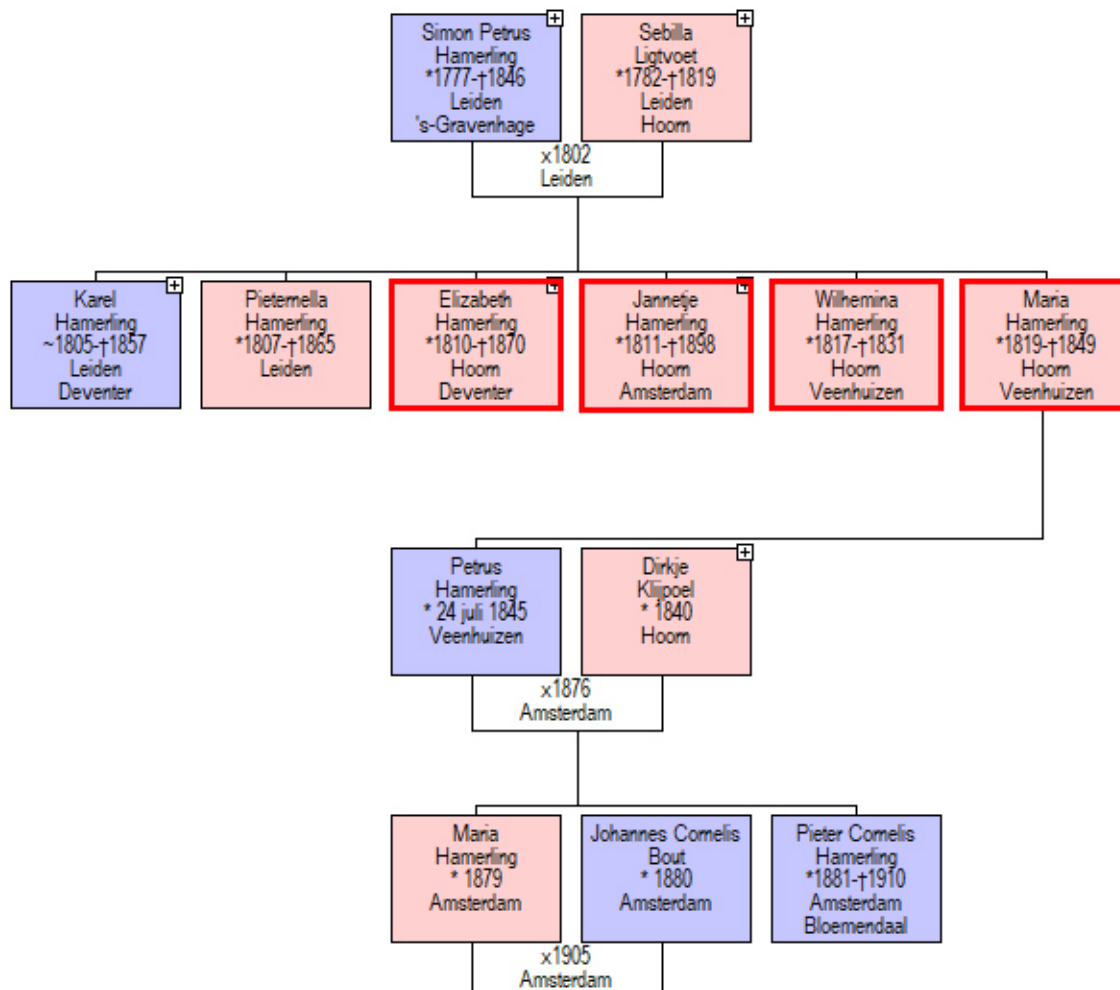 Simon Petrus
Hamerling
*1777-†1846
Leiden
's-Gravenhage
Sebilla
Ligtvoet
*1782-†1819
Leiden
Hoorn
x1802
Leiden
Karel
Hamerling
~1805-†1857
Leiden
Deventer
Pieternella
Hamerling
*1807-†1865
Leiden
Elizabeth
Hamerling
*1810-†1870
Hoorn
Deventer
Jannetje
Hamerling
*1811-†1898
Hoorn
Amsterdam
Wilhemina
Hamerling
*1817-†1831
Hoorn
Veenhuizen
Maria
Hamerling
*1819-†1849
Hoorn
Veenhuizen
Petrus
Hamerling
* 24 juli 1845
Veenhuizen
Dirkje
Klijpoel
* 1840
Hoorn
x1876
Amsterdam
Maria
Hamerling
* 1879
Amsterdam
Johannes Cornelis
Bout
* 1880
Amsterdam
Pieter Cornelis
Hamerling
*1881-†1910
Amsterdam
Bloemendaal
x1905
Amsterdam